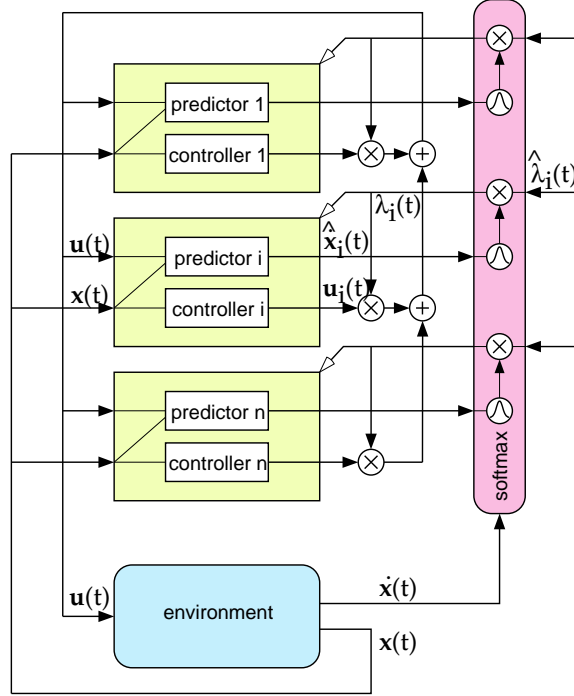 predictor 1
controller 1
λ̂i(t)
λi(t)
u(t)
x̂i(t)
predictor i
x(t)
ui(t)
controller i
predictor n
controller n
softmax
ẋ(t)
u(t)
environment
x(t)